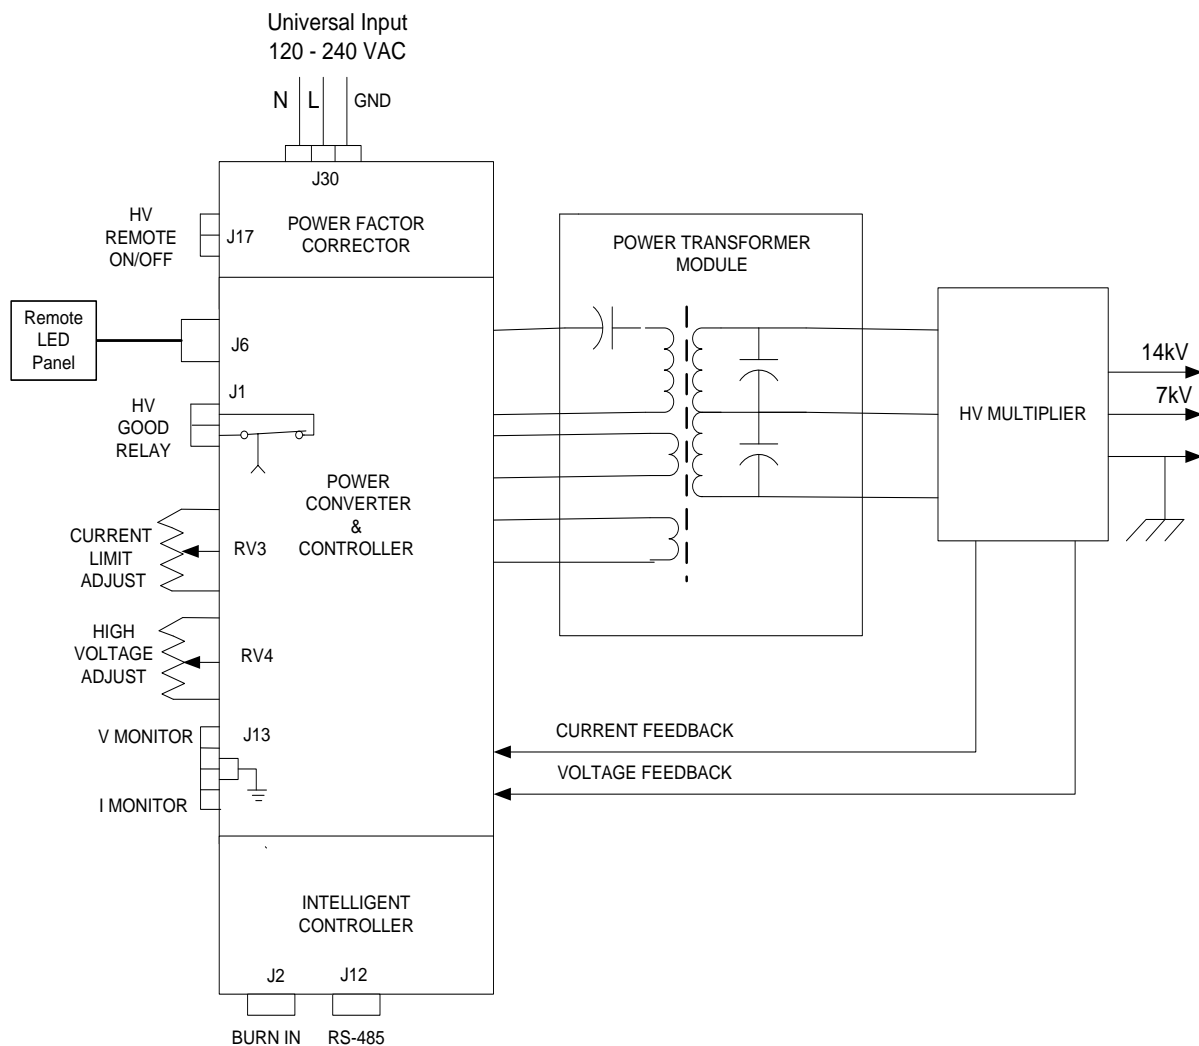 Universal Input
120 - 240 VAC
N
L
GND
J30
HV
REMOTE
ON/OFF
J17
POWER FACTOR
CORRECTOR
POWER TRANSFORMER
MODULE
Remote
LED
Panel
J6
J1
HV
GOOD
RELAY
14kV
7kV
HV MULTIPLIER
POWER
CONVERTER
&
CONTROLLER
CURRENT
LIMIT
ADJUST
RV3
HIGH
VOLTAGE
ADJUST
RV4
V MONITOR
J13
I MONITOR
CURRENT FEEDBACK
VOLTAGE FEEDBACK
INTELLIGENT
CONTROLLER
J2
J12
BURN IN
RS-485